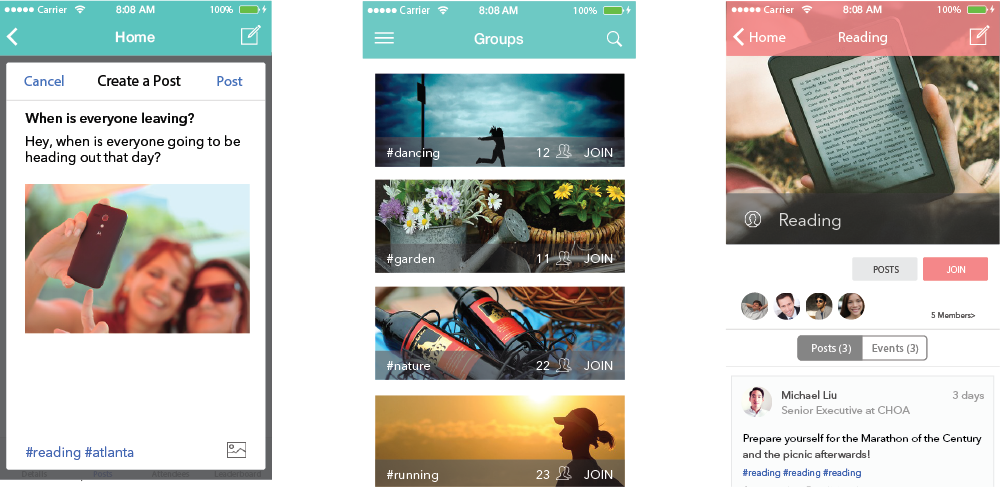 Carrier 8:08 AM 100%
Home
Cancel Create a Post Post
When is everyone leaving?
Hey, when is everyone going to be
heading out that day?
#reading #atlanta
Details Posts Attendees Leaderboard
Carrier 8:08 AM 100%
Groups
#dancing 12 JOIN
#garden 11 JOIN
#nature 22 JOIN
#running 23 JOIN
Carrier 8:08 AM 100%
Home Reading
Reading
POSTS JOIN
5 Members>
Posts (3) Events (3)
Michael Liu 3 days
Senior Executive at CHOA
Prepare yourself for the Marathon of the Century
and the picnic afterwards!
#reading #reading #reading